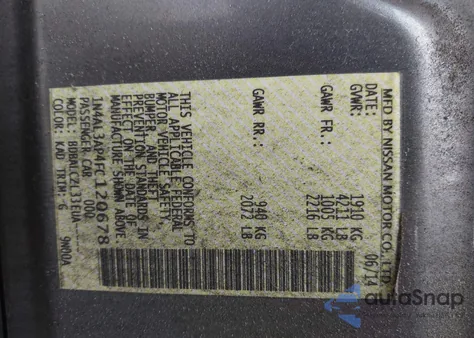 MFD BY NISSAN MOTOR CO., LTD.
DATE: 06/14
GVWR: 1910 KG
4211 LB
GAWR FR: 1005 KG
2216 LB
GAWR RR: 940 KG
2072 LB
THIS VEHICLE CONFORMS TO
ALL APPLICABLE FEDERAL
MOTOR VEHICLE SAFETY,
BUMPER, AND THEFT
PREVENTION STANDARDS IN
EFFECT ON THE DATE OF
MANUFACTURE SHOWN ABOVE.
1N4AL3AP4FC120678
PASSENGER CAR 000
COLOR: KAD TRIM: G
9N00A
autoSnap